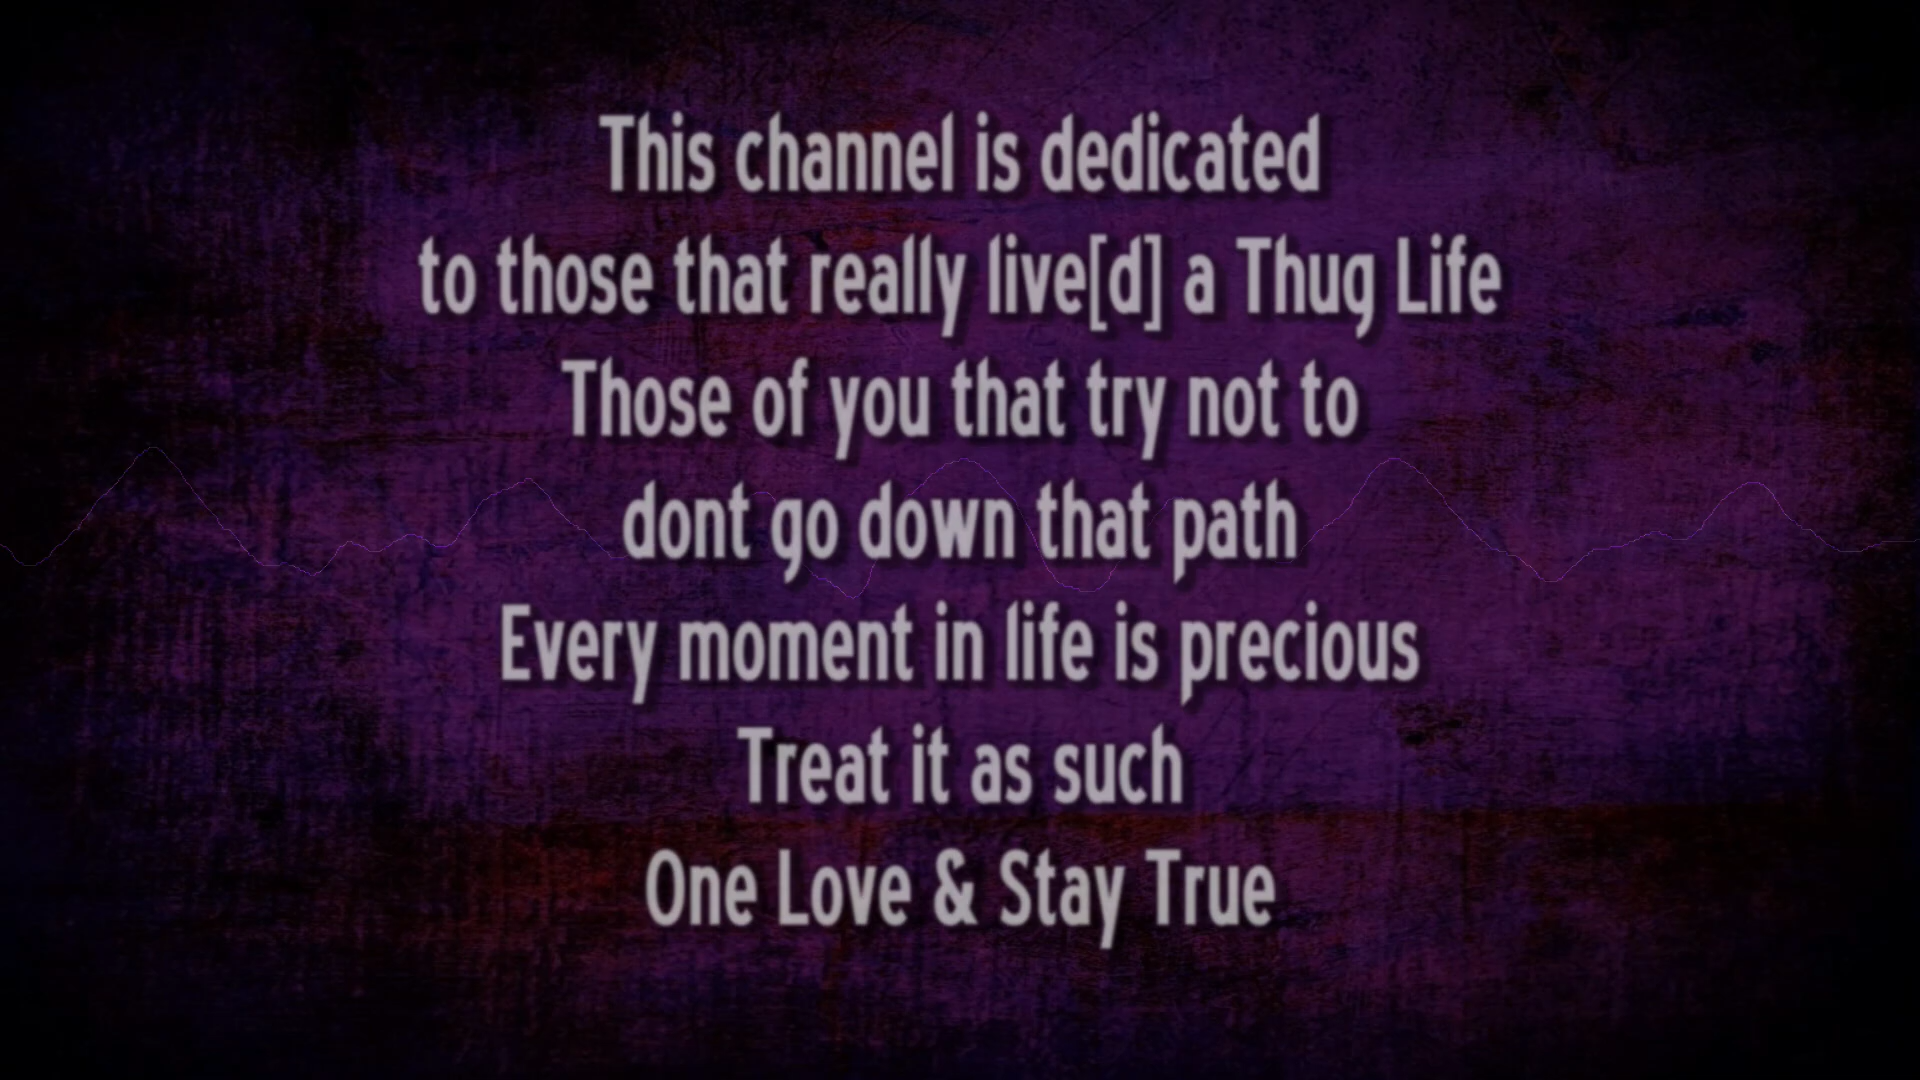 This channel is dedicated
to those that really live[d] a Thug Life
Those of you that try not to
dont go down that path
Every moment in life is precious
Treat it as such
One Love & Stay True